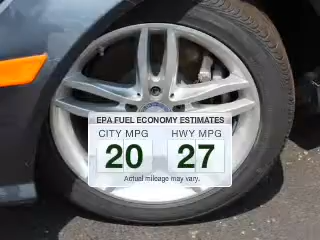 EPA FUEL ECONOMY ESTIMATES
CITY MPG HWY MPG
20 27
Actual mileage may vary.